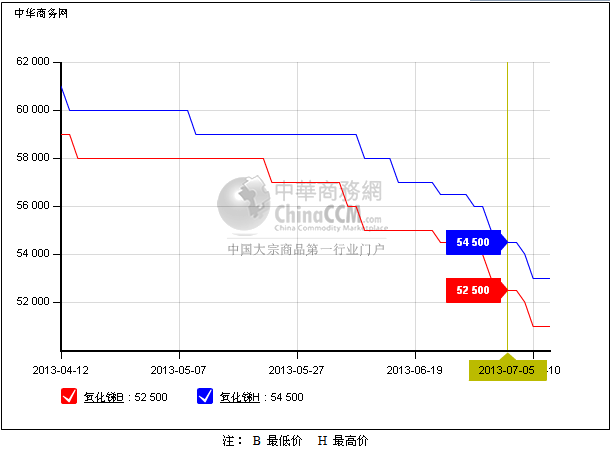 中华商务网
62 000
60 000
58 000
56 000
54 000
52 000
中華商務網
ChinaCCM.com
China Commodity Marketplace
中国大宗商品第一行业门户
54 500
52 500
2013-04-12 2013-05-07 2013-05-27 2013-06-19 2013-07-05 -10
氧化锑B : 52 500 氧化锑H : 54 500
注： B 最低价 H 最高价